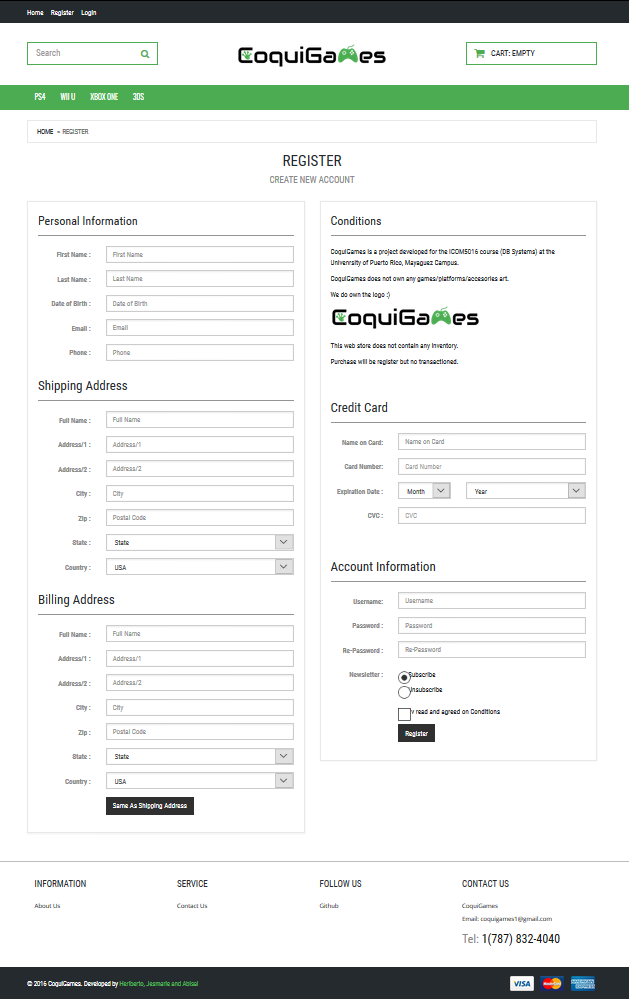 Home Register Login
Search
CoquiGames
CART: EMPTY
PS4 WII U XBOX ONE 3DS
HOME » REGISTER
REGISTER
CREATE NEW ACCOUNT
Personal Information
First Name : First Name
Last Name : Last Name
Date of Birth : Date of Birth
Email : Email
Phone : Phone
Shipping Address
Full Name : Full Name
Address/1 : Address/1
Address/2 : Address/2
City : City
Zip : Postal Code
State : State
Country : USA
Billing Address
Full Name : Full Name
Address/1 : Address/1
Address/2 : Address/2
City : City
Zip : Postal Code
State : State
Country : USA
Same As Shipping Address
Conditions
CoquiGames is a project developed for the ICOM5016 course (DB Systems) at the
University of Puerto Rico, Mayaguez Campus.
CoquiGames does not own any games/platforms/accesories art.
We do own the logo :)
CoquiGames
This web store does not contain any inventory.
Purchase will be register but no transactioned.
Credit Card
Name on Card: Name on Card
Card Number: Card Number
Expiration Date : Month Year
CVC : CVC
Account Information
Username: Username
Password : Password
Re-Password : Re-Password
Newsletter : Subscribe
Unsubscribe
read and agreed on Conditions
Register
INFORMATION
About Us
SERVICE
Contact Us
FOLLOW US
Github
CONTACT US
CoquiGames
Email: coquigames1@gmail.com
Tel: 1(787) 832-4040
© 2016 CoquiGames. Developed by Heriberto, Jesmarie and Abisai
VISA MasterCard